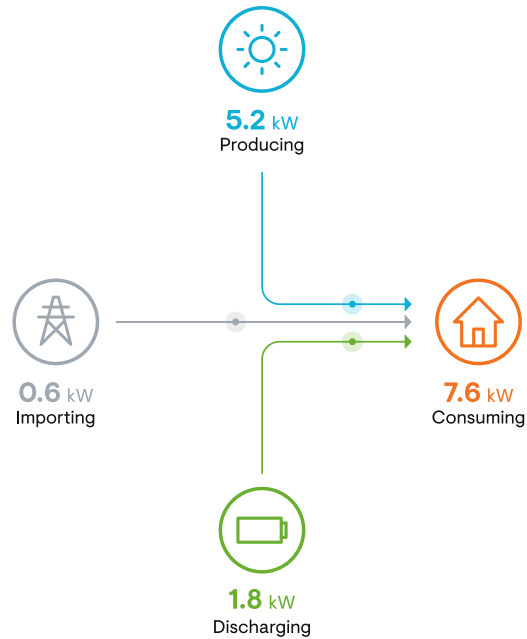 5.2 kW
Producing
0.6 kW
Importing
7.6 kW
Consuming
1.8 kW
Discharging